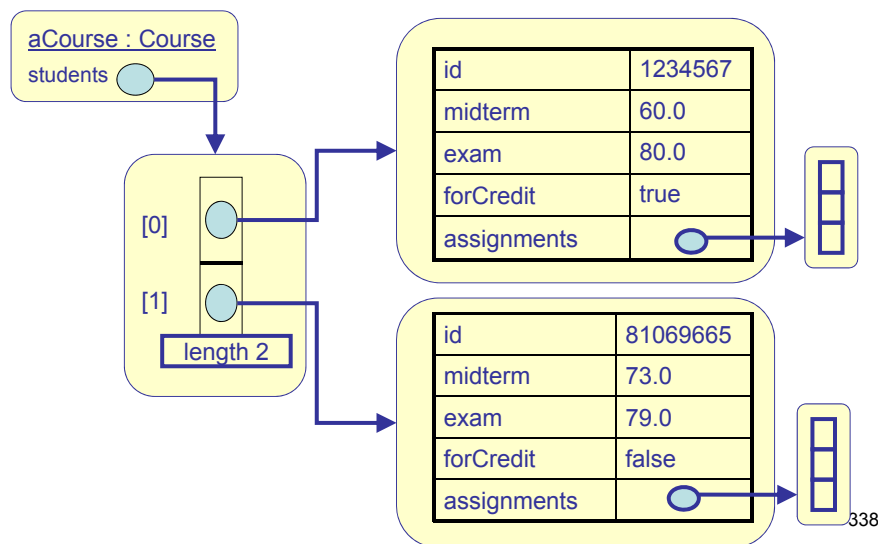 aCourse : Course
students
[0]
[1]
length 2
id 1234567
midterm 60.0
exam 80.0
forCredit true
assignments
id 81069665
midterm 73.0
exam 79.0
forCredit false
assignments
338